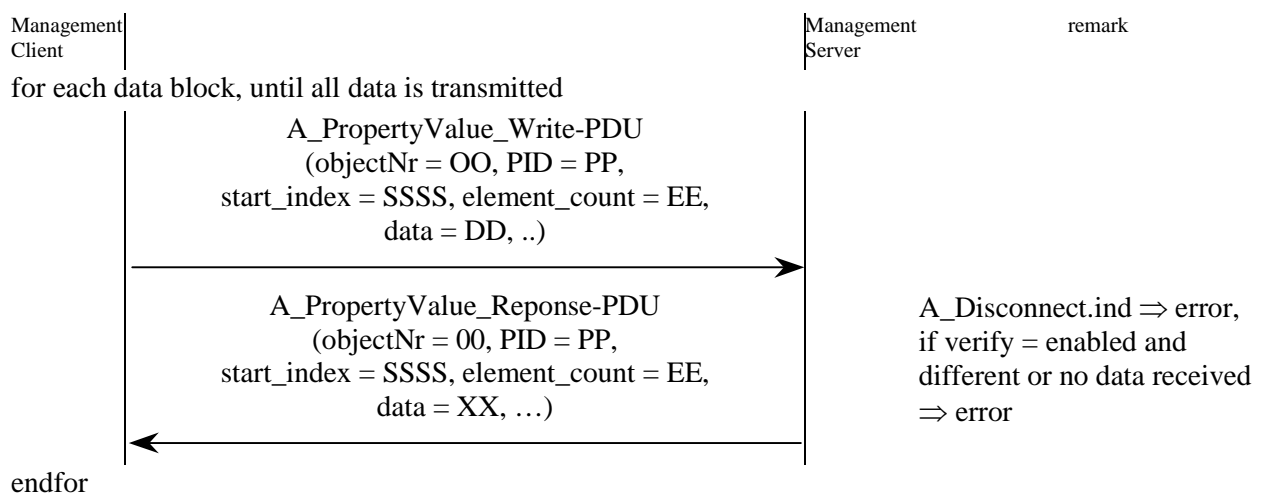 Management
Client
Management
Server
remark
for each data block, until all data is transmitted
A_PropertyValue_Write-PDU
(objectNr = OO, PID = PP,
start_index = SSSS, element_count = EE,
data = DD, ..)
A_PropertyValue_Reponse-PDU
(objectNr = 00, PID = PP,
start_index = SSSS, element_count = EE,
data = XX, …)
A_Disconnect.ind ⇒ error,
if verify = enabled and
different or no data received
⇒ error
endfor